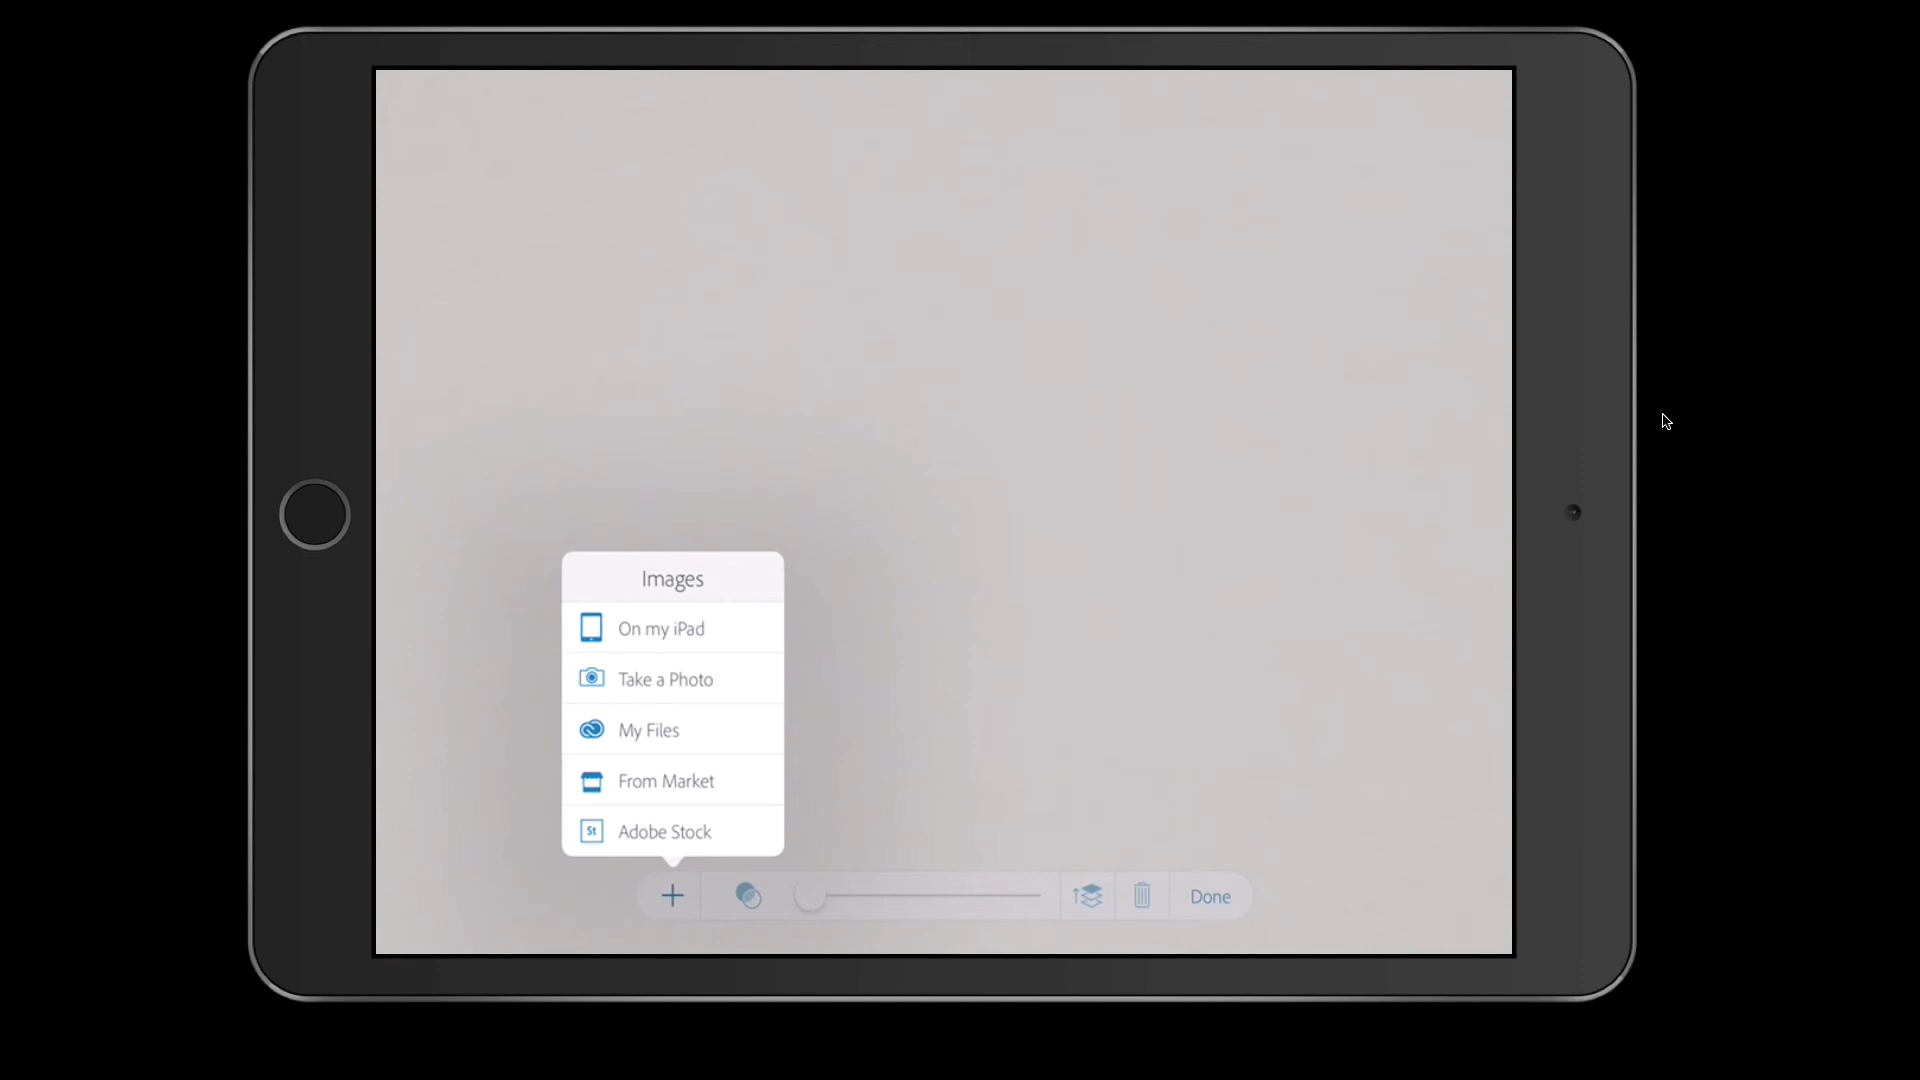 Images
On my iPad
Take a Photo
My Files
From Market
St Adobe Stock
Done